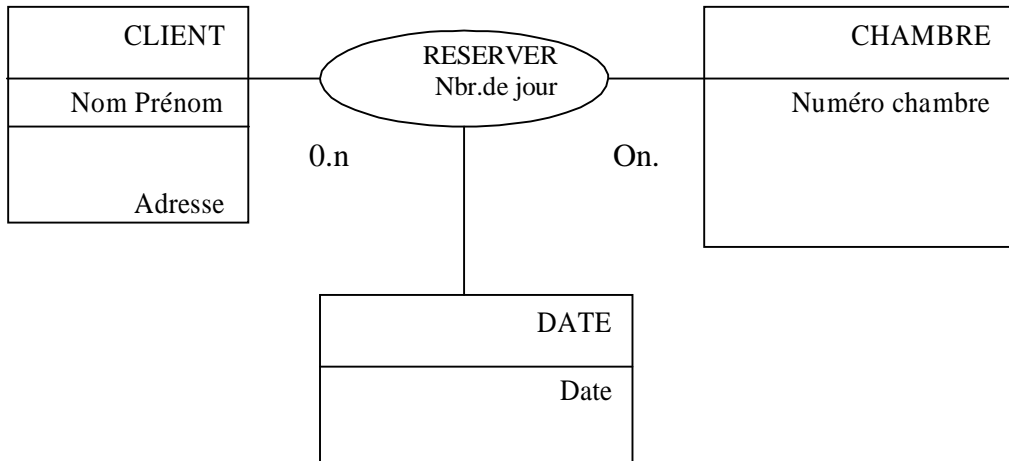 CLIENT
Nom Prénom
Adresse
RESERVER
Nbr.de jour
CHAMBRE
Numéro chambre
0.n
On.
DATE
Date